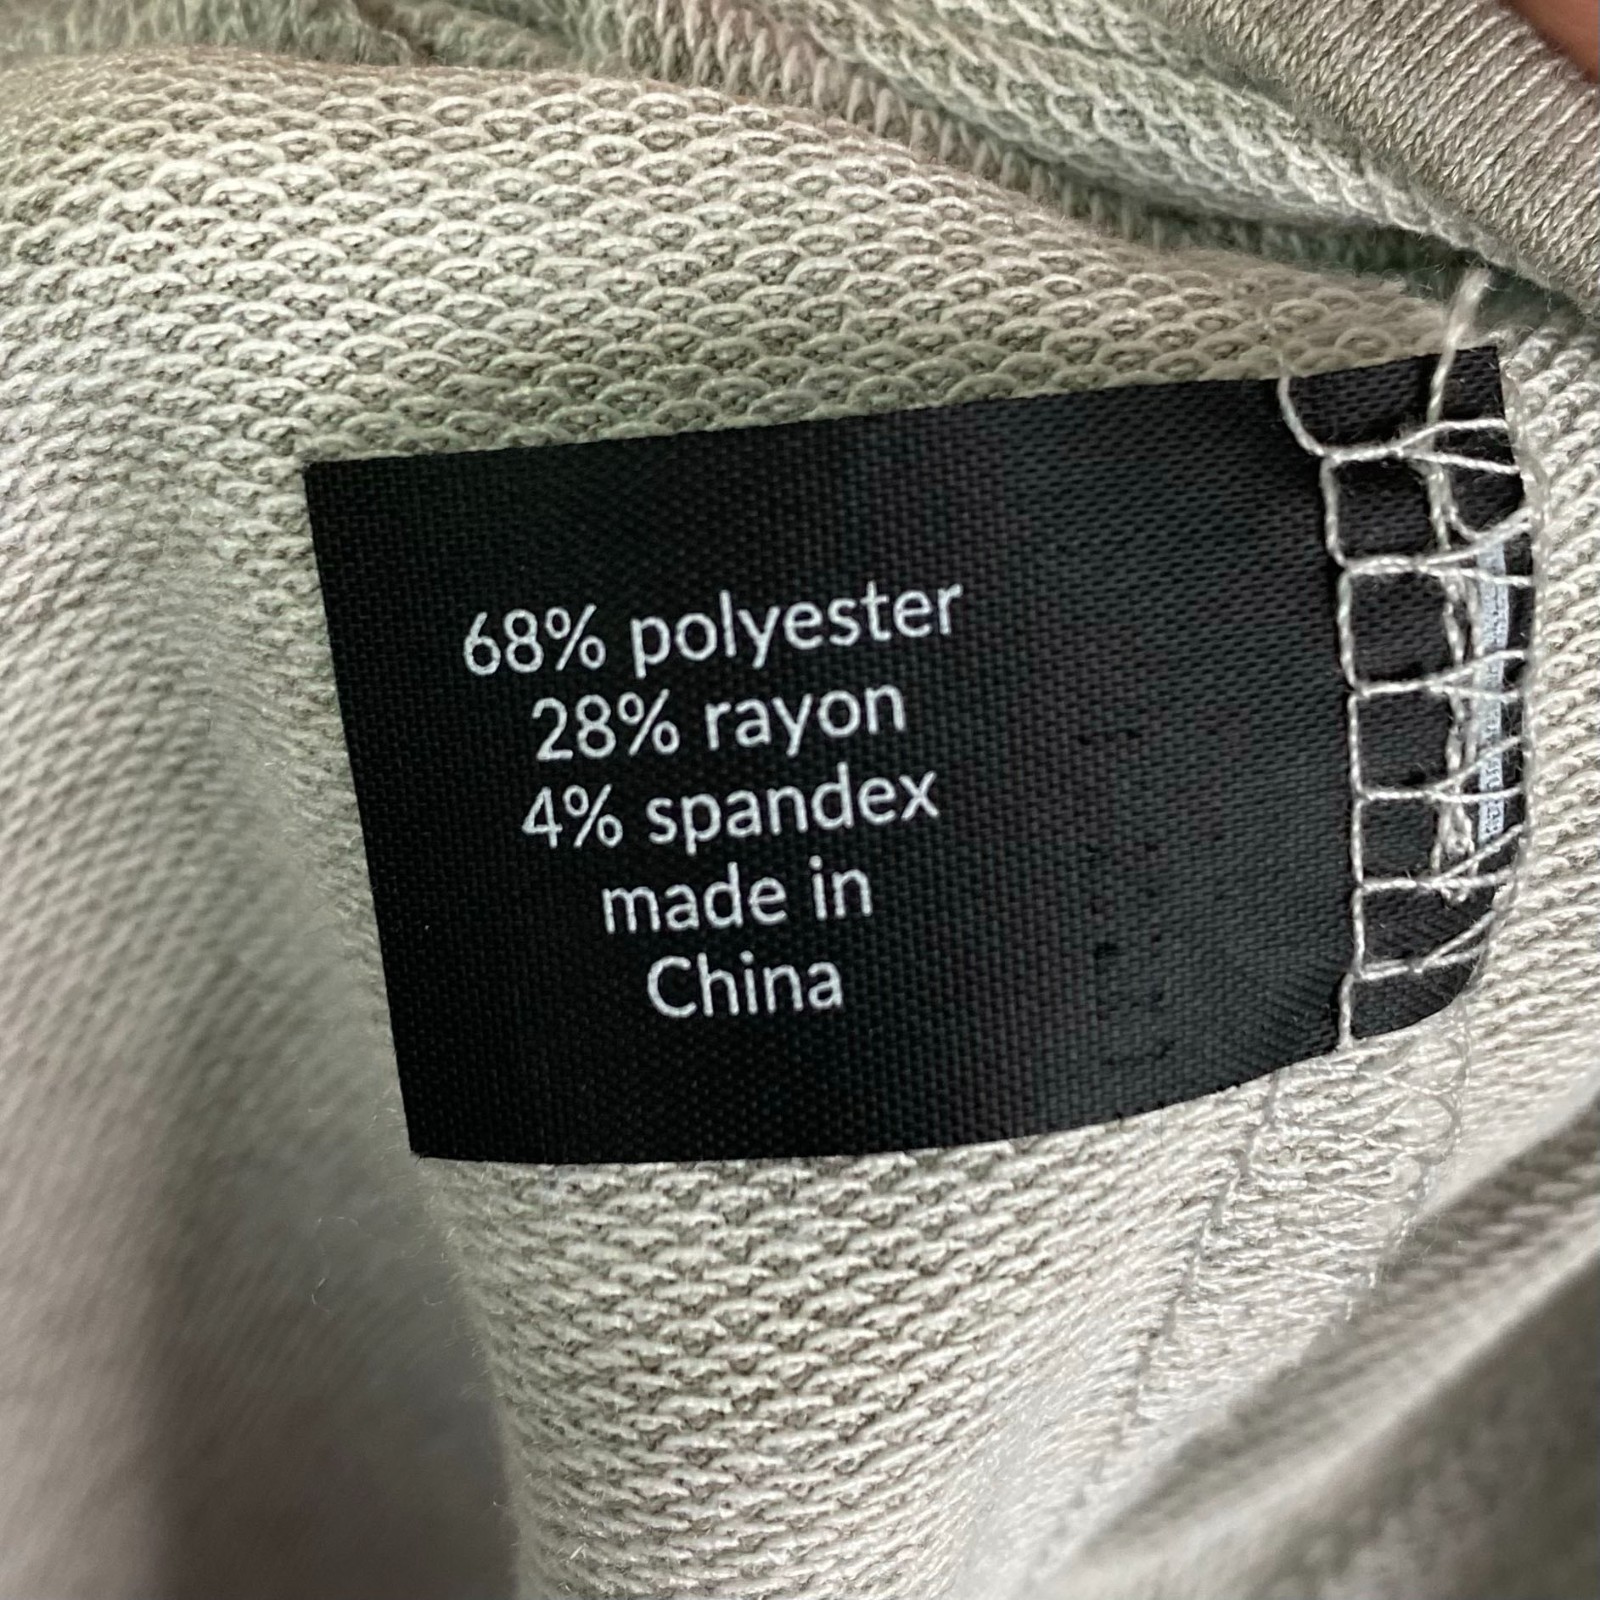 68% polyester
28% rayon
4% spandex
made in
China